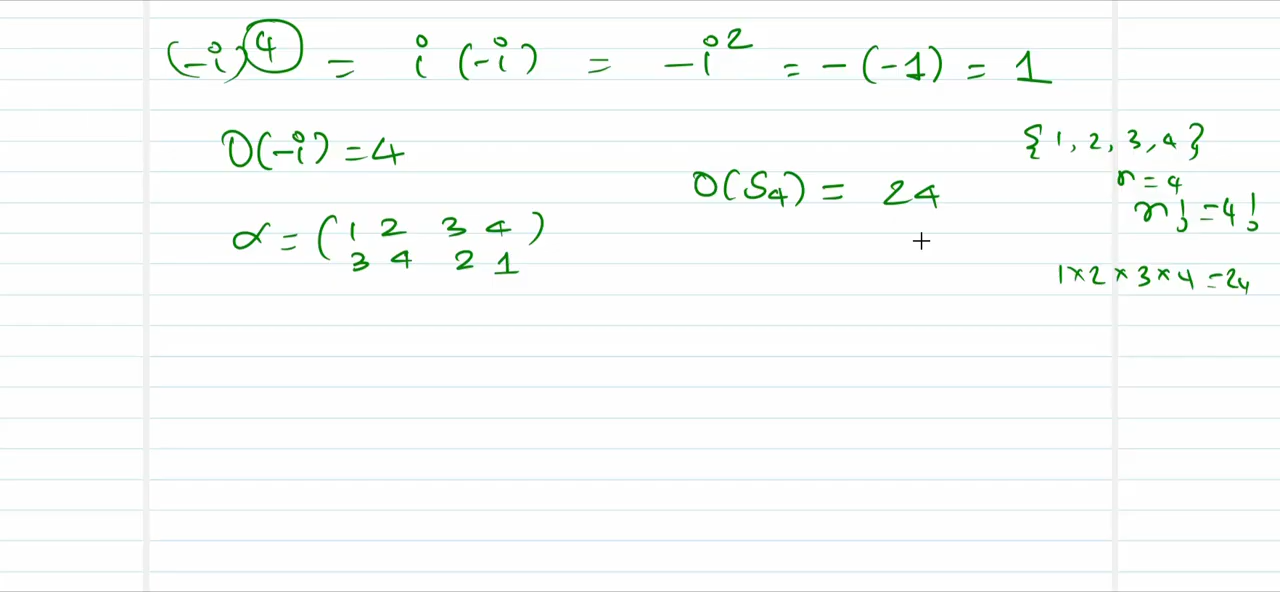 (-i)^4 = i (-i) = -i^2 = -(-1) = 1
O(-i) = 4
{1, 2, 3, 4}
n = 4
O(S_4) = 24
n! = 4!
α = (1 2 3 4)
3 4 2 1
1 × 2 × 3 × 4 = 24